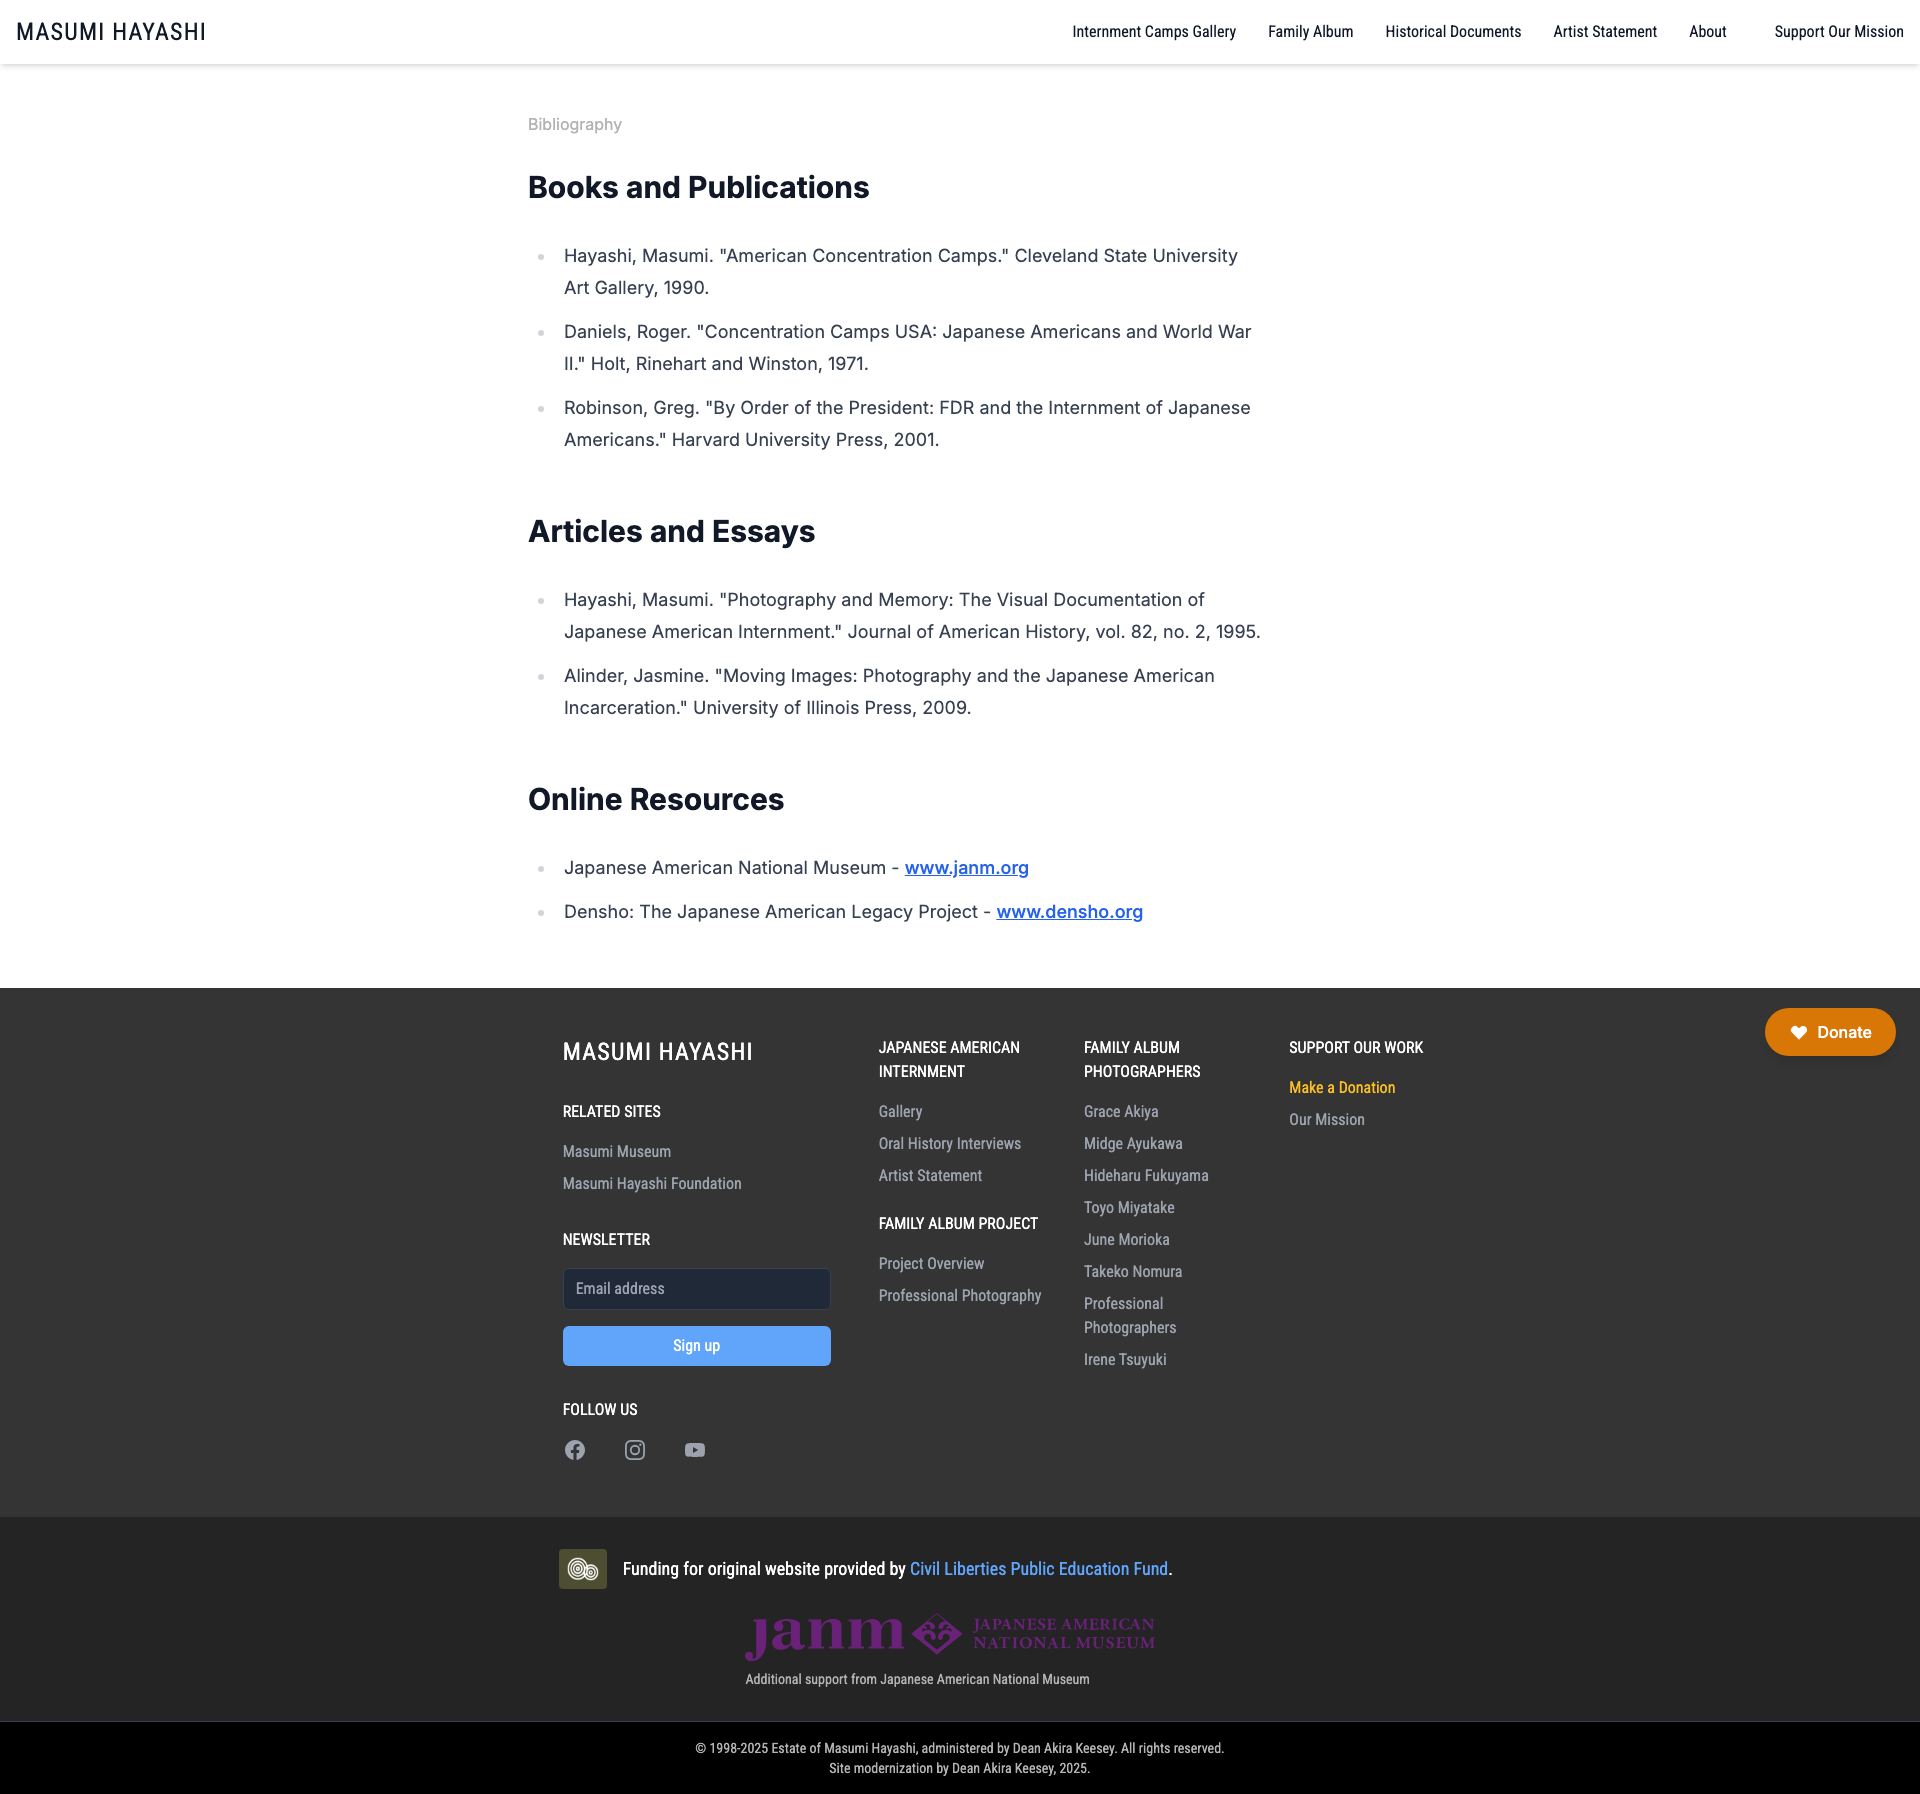 MASUMI HAYASHI
Internment Camps Gallery
Family Album
Historical Documents
Artist Statement
About
Support Our Mission
Bibliography
Books and Publications
Hayashi, Masumi. "American Concentration Camps." Cleveland State University
Art Gallery, 1990.
Daniels, Roger. "Concentration Camps USA: Japanese Americans and World War
II." Holt, Rinehart and Winston, 1971.
Robinson, Greg. "By Order of the President: FDR and the Internment of Japanese
Americans." Harvard University Press, 2001.
Articles and Essays
Hayashi, Masumi. "Photography and Memory: The Visual Documentation of
Japanese American Internment." Journal of American History, vol. 82, no. 2, 1995.
Alinder, Jasmine. "Moving Images: Photography and the Japanese American
Incarceration." University of Illinois Press, 2009.
Online Resources
Japanese American National Museum - www.janm.org
Densho: The Japanese American Legacy Project - www.densho.org
Donate
MASUMI HAYASHI
RELATED SITES
Masumi Museum
Masumi Hayashi Foundation
NEWSLETTER
Email address
Sign up
FOLLOW US
JAPANESE AMERICAN
INTERNMENT
Gallery
Oral History Interviews
Artist Statement
FAMILY ALBUM PROJECT
Project Overview
Professional Photography
FAMILY ALBUM
PHOTOGRAPHERS
Grace Akiya
Midge Ayukawa
Hideharu Fukuyama
Toyo Miyatake
June Morioka
Takeko Nomura
Professional
Photographers
Irene Tsuyuki
SUPPORT OUR WORK
Make a Donation
Our Mission
Funding for original website provided by Civil Liberties Public Education Fund.
janm
JAPANESE AMERICAN
NATIONAL MUSEUM
Additional support from Japanese American National Museum
© 1998-2025 Estate of Masumi Hayashi, administered by Dean Akira Keesey. All rights reserved.
Site modernization by Dean Akira Keesey, 2025.